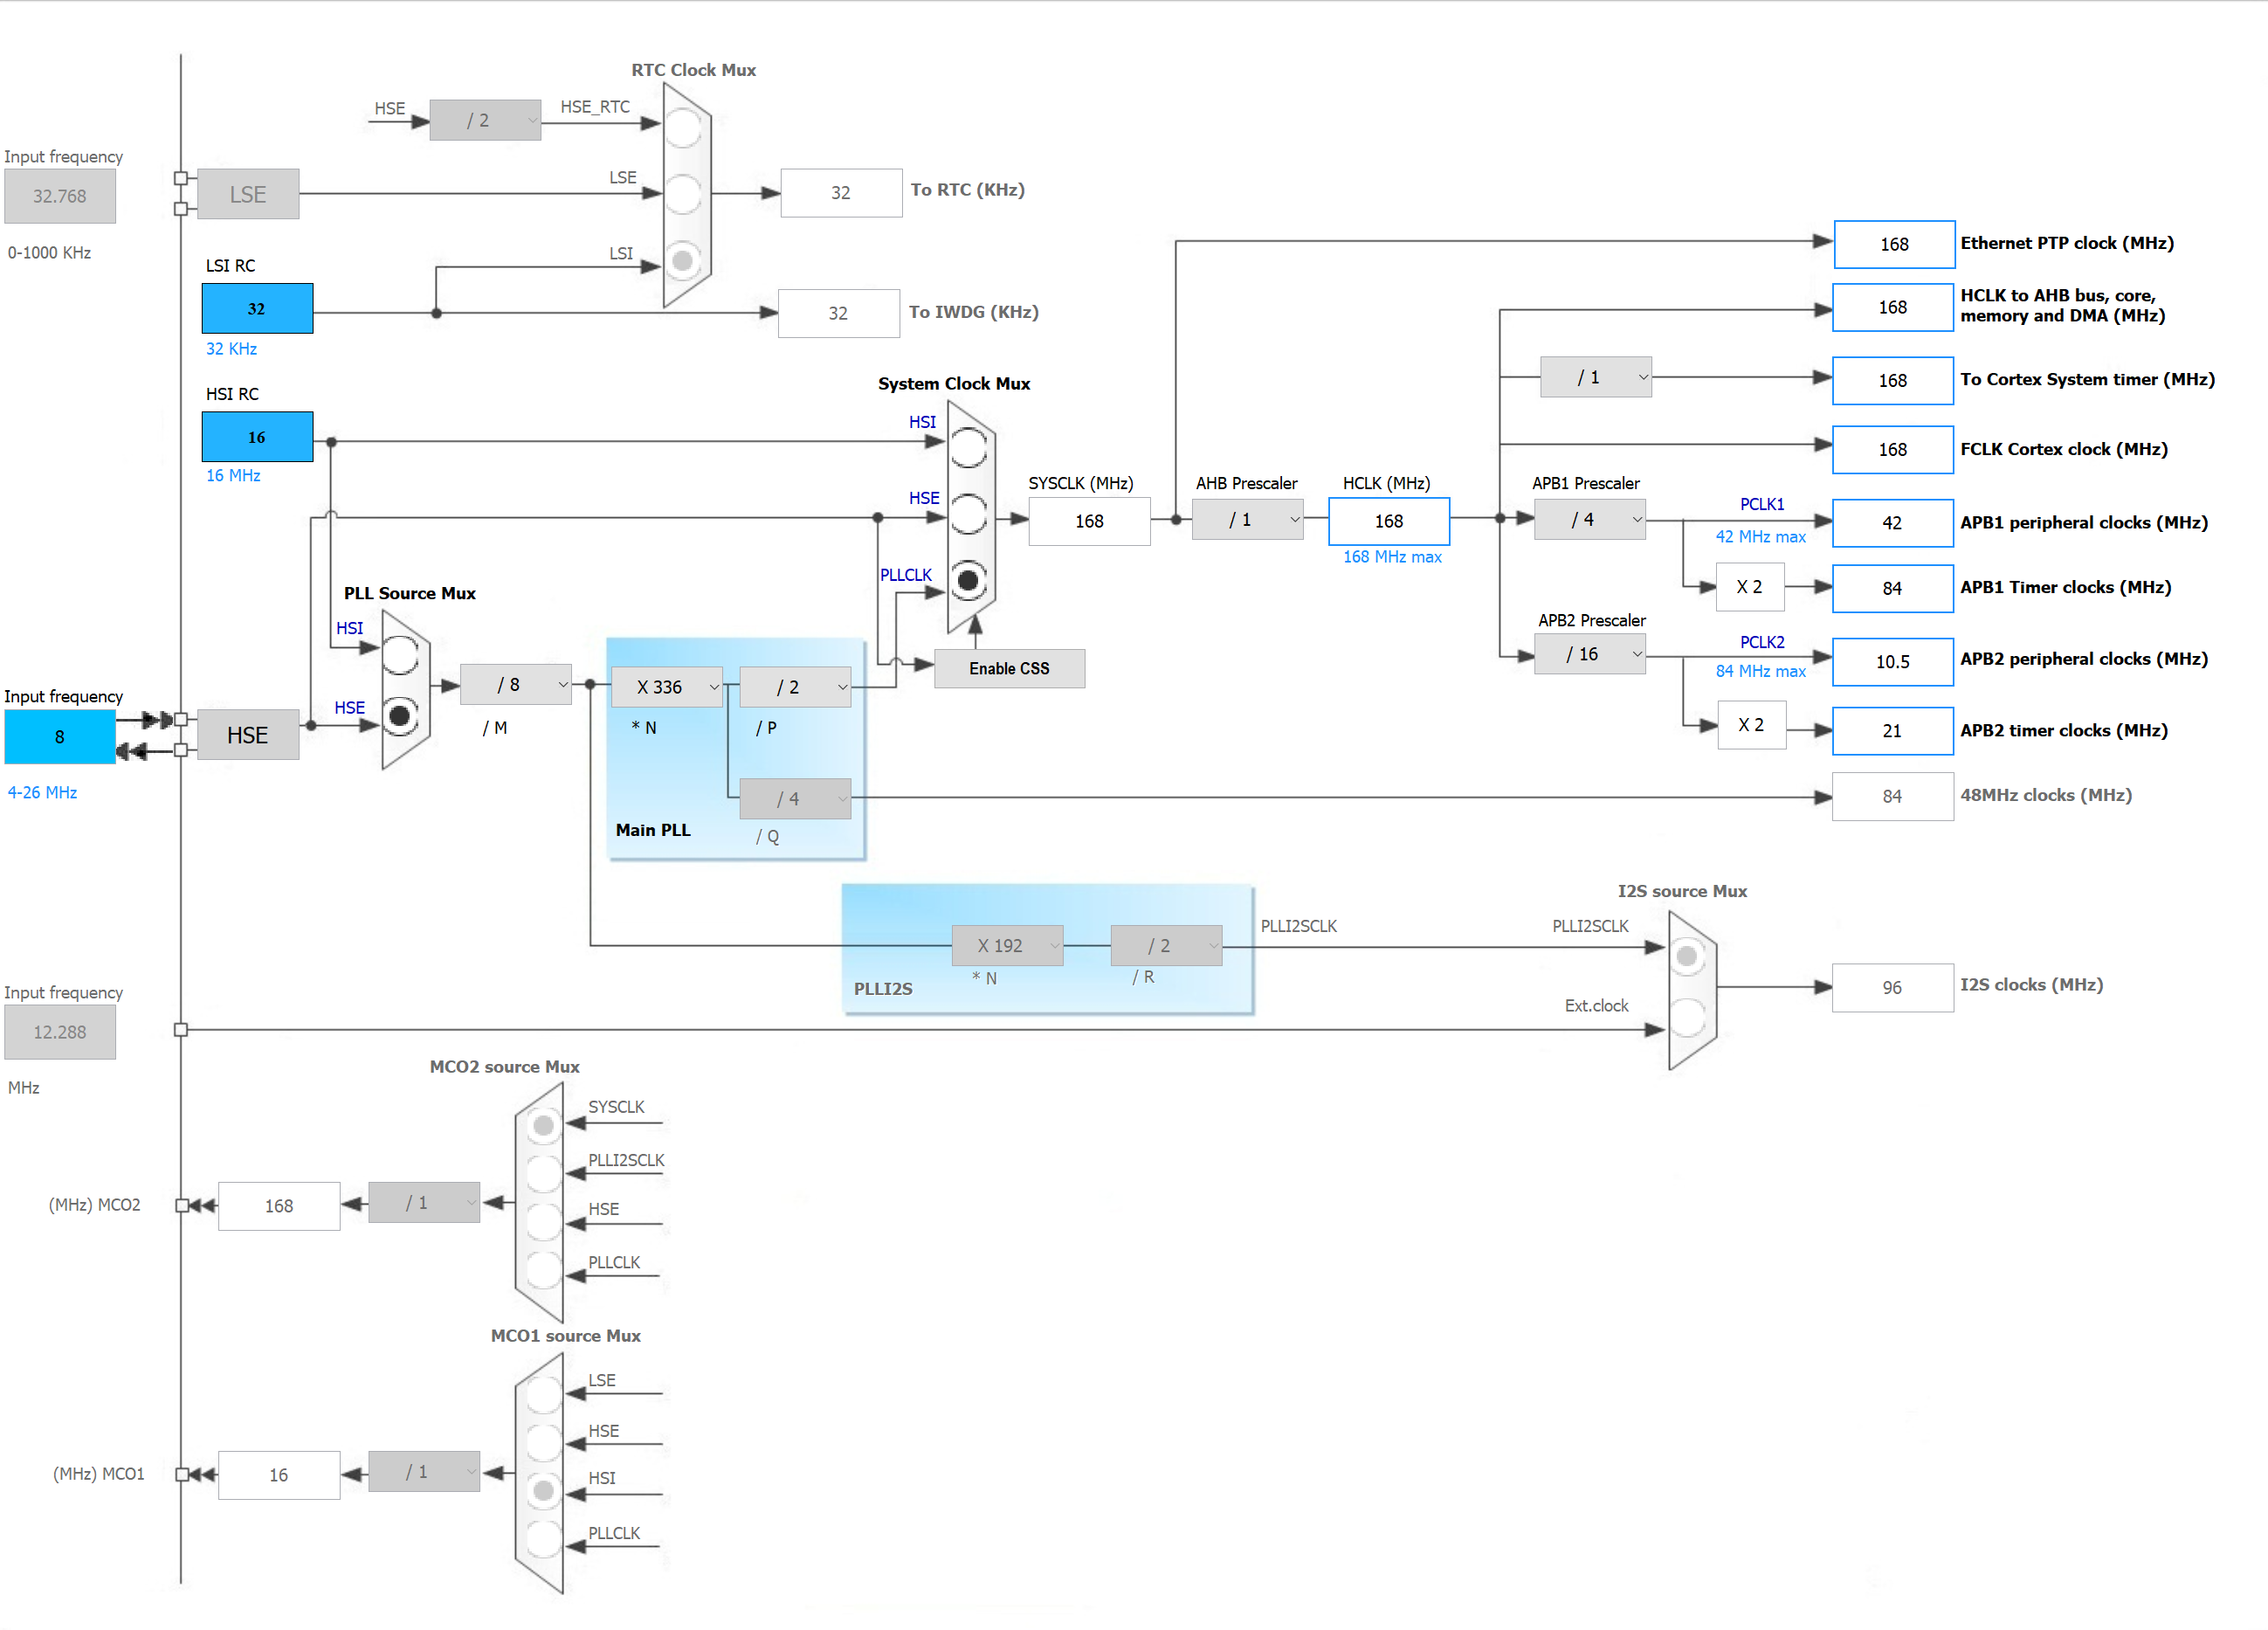 RTC Clock Mux
HSE
/ 2
HSE_RTC
Input frequency
32.768
LSE
LSE
32
To RTC (KHz)
0-1000 KHz
LSI RC
LSI
32
32
To IWDG (KHz)
32 KHz
168
Ethernet PTP clock (MHz)
168
HCLK to AHB bus, core,
memory and DMA (MHz)
/ 1
168
To Cortex System timer (MHz)
HSI RC
System Clock Mux
16
HSI
16 MHz
168
FCLK Cortex clock (MHz)
HSE
SYSCLK (MHz)
AHB Prescaler
HCLK (MHz)
APB1 Prescaler
168
/ 1
168
/ 4
PCLK1
42
APB1 peripheral clocks (MHz)
168 MHz max
42 MHz max
PLLCLK
X 2
84
APB1 Timer clocks (MHz)
PLL Source Mux
HSI
APB2 Prescaler
/ 16
PCLK2
10.5
APB2 peripheral clocks (MHz)
84 MHz max
Enable CSS
Input frequency
8
HSE
HSE
/ 8
X 336
/ 2
/ M
* N
/ P
X 2
21
APB2 timer clocks (MHz)
4-26 MHz
/ 4
84
48MHz clocks (MHz)
Main PLL
/ Q
I2S source Mux
X 192
/ 2
PLLI2SCLK
PLLI2SCLK
* N
/ R
PLLI2S
96
I2S clocks (MHz)
Input frequency
12.288
Ext.clock
MHz
MCO2 source Mux
SYSCLK
PLLI2SCLK
(MHz) MCO2
168
/ 1
HSE
PLLCLK
MCO1 source Mux
LSE
HSE
(MHz) MCO1
16
/ 1
HSI
PLLCLK